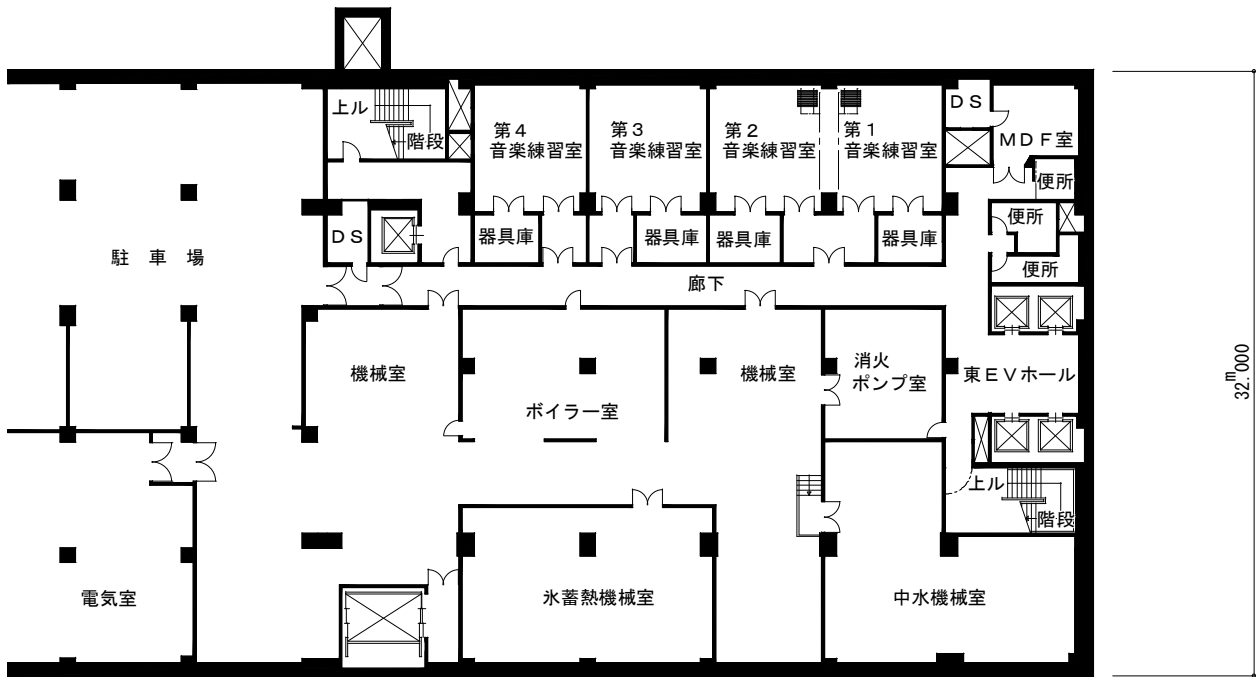 上ル
階段
第4
音楽練習室
第3
音楽練習室
第2
音楽練習室
第1
音楽練習室
DS
MDF室
便所
便所
便所
DS
器具庫
器具庫
器具庫
器具庫
駐車場
廊下
機械室
ボイラー室
機械室
消火
ポンプ室
東EVホール
32.000m
上ル
階段
電気室
氷蓄熱機械室
中水機械室